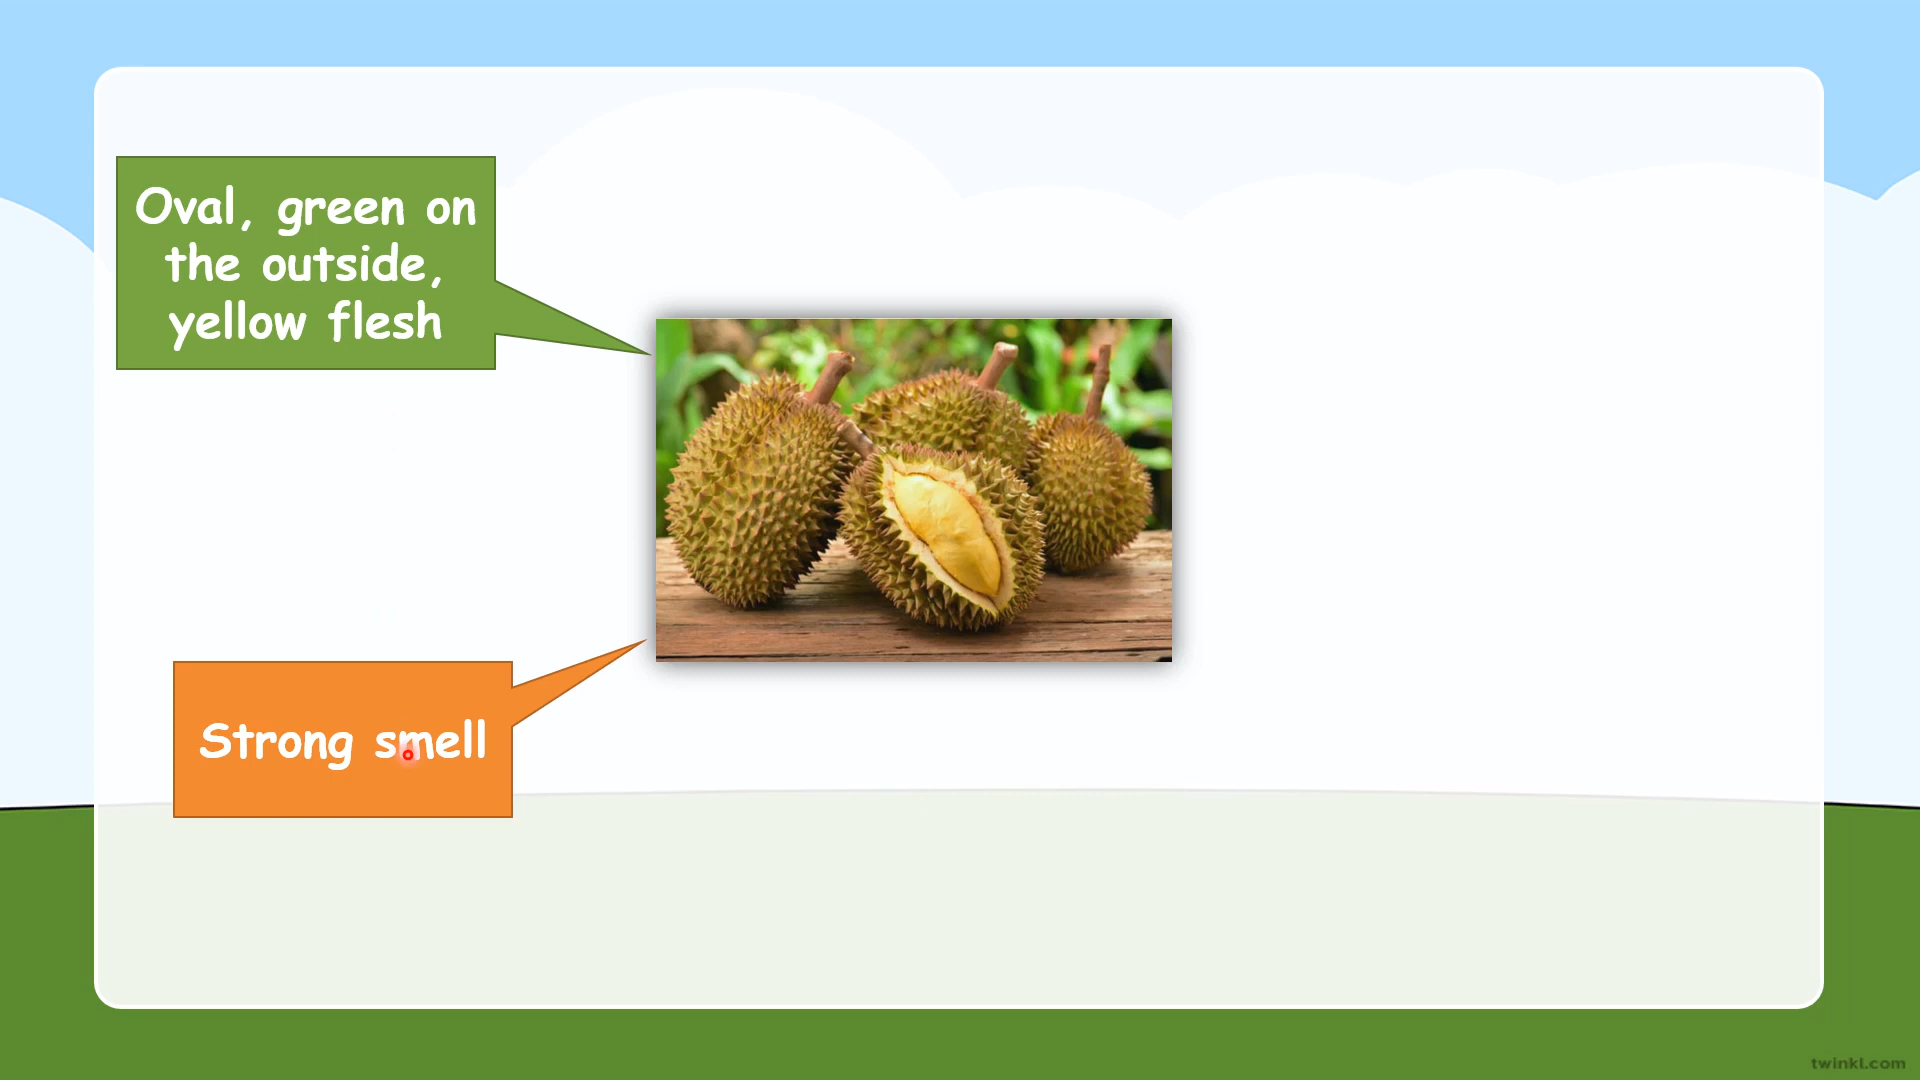 Oval, green on
the outside,
yellow flesh
Strong smell
twinkl.com